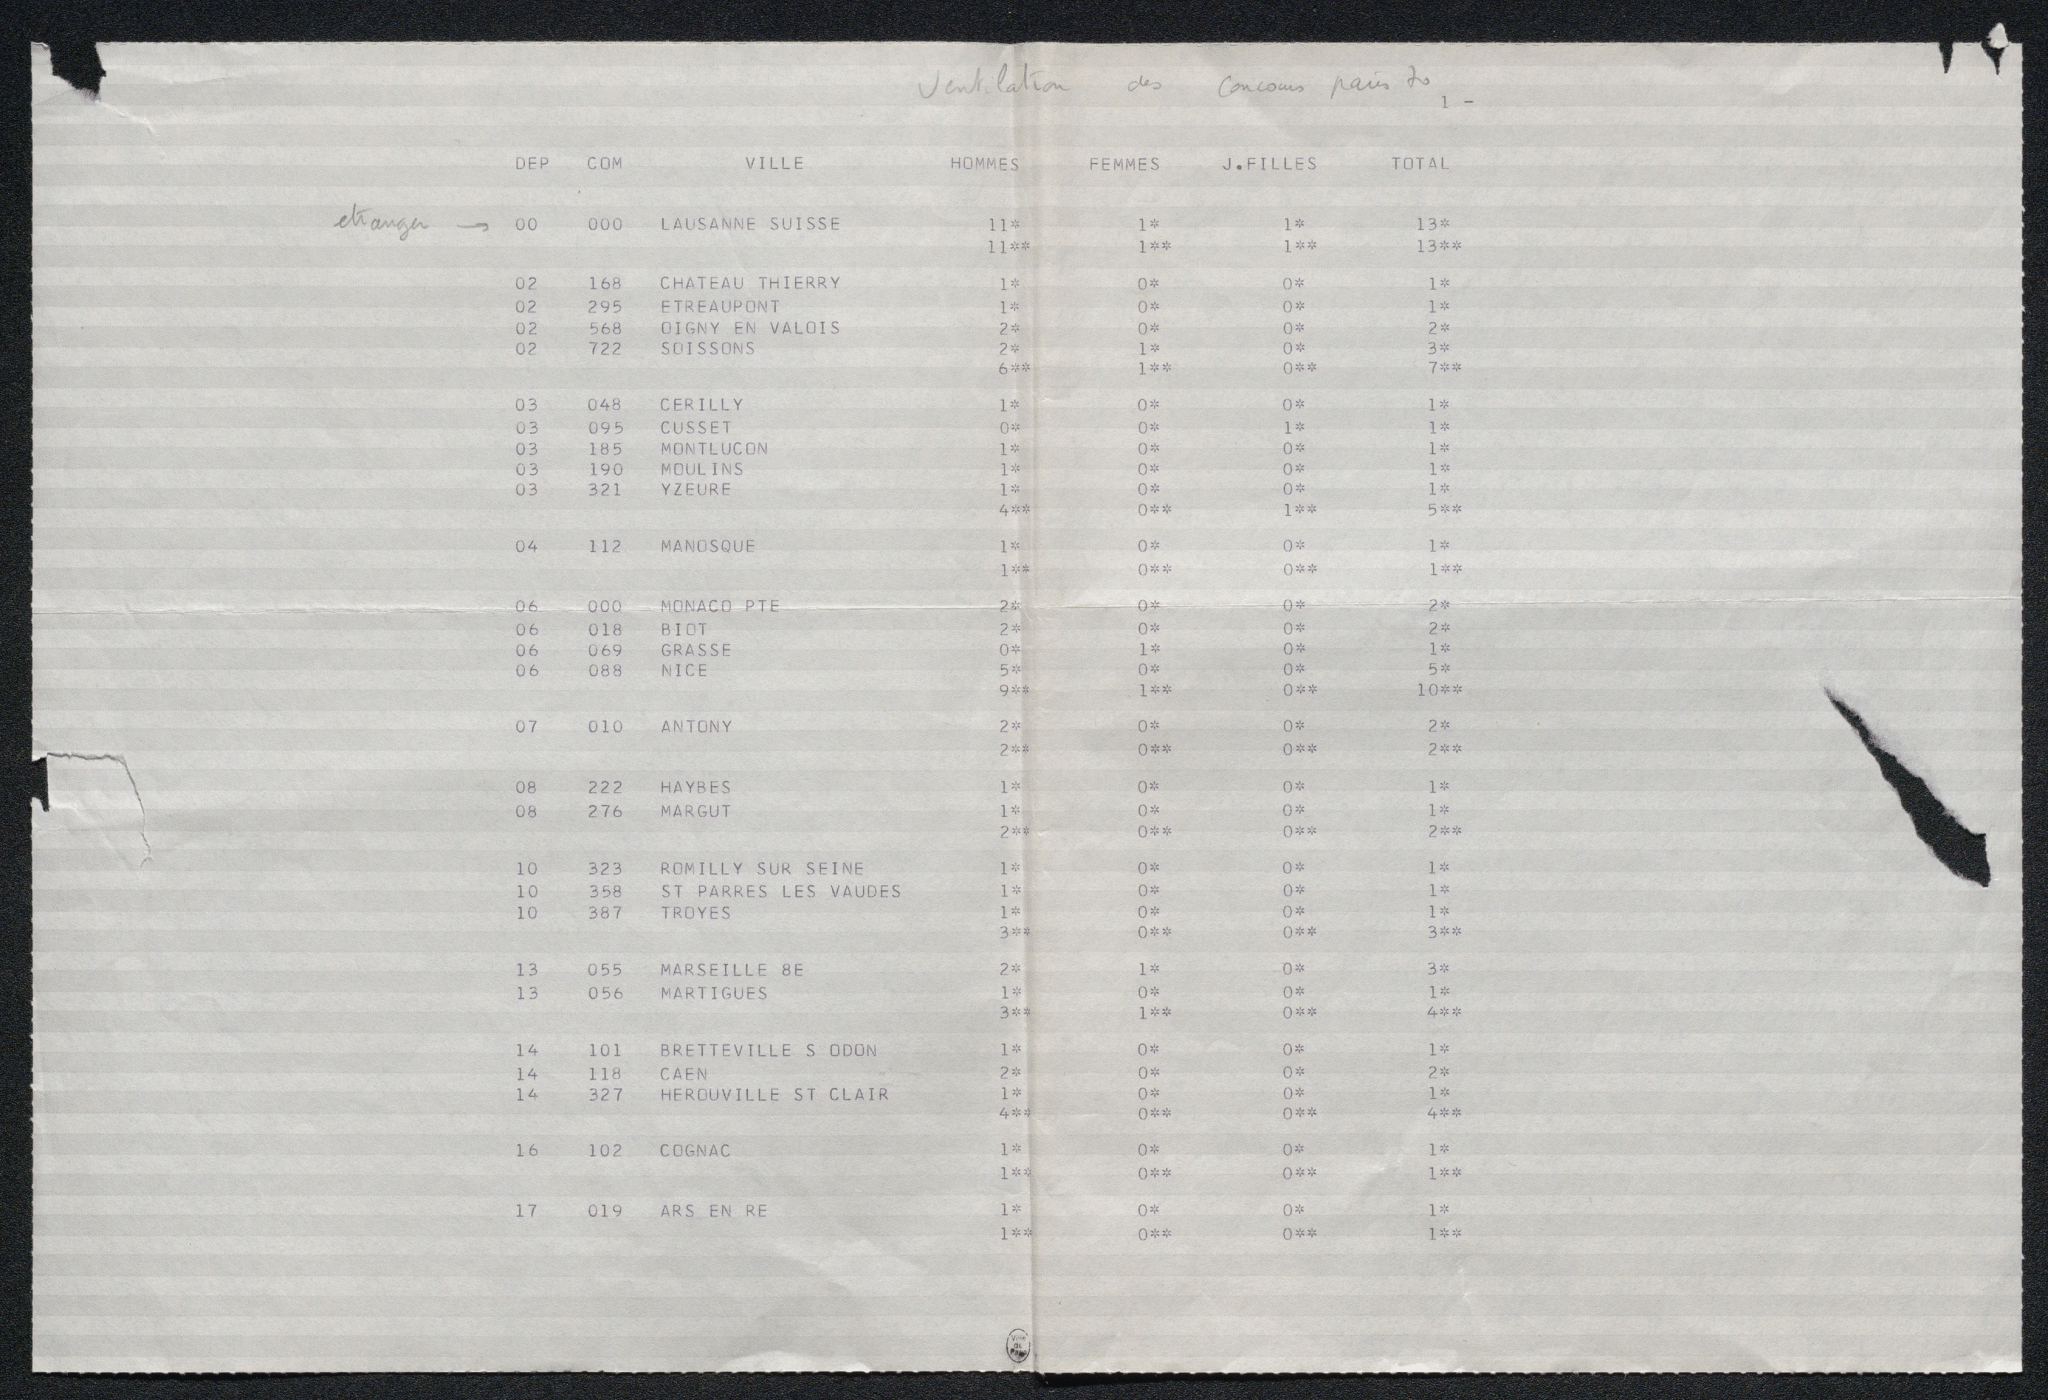 Ventilation des concours paris 70
1 -
DEP COM VILLE HOMMES FEMMES J.FILLES TOTAL
etranger → 00 000 LAUSANNE SUISSE 11* 1* 1* 13*
11** 1** 1** 13**
02 168 CHATEAU THIERRY 1* 0* 0* 1*
02 295 ETREAUPONT 1* 0* 0* 1*
02 568 OIGNY EN VALOIS 2* 0* 0* 2*
02 722 SOISSONS 2* 1* 0* 3*
6** 1** 0** 7**
03 048 CERILLY 1* 0* 0* 1*
03 095 CUSSET 0* 0* 1* 1*
03 185 MONTLUCON 1* 0* 0* 1*
03 190 MOULINS 1* 0* 0* 1*
03 321 YZEURE 1* 0* 0* 1*
4** 0** 1** 5**
04 112 MANOSQUE 1* 0* 0* 1*
1** 0** 0** 1**
06 000 MONACO PTE 2* 0* 0* 2*
06 018 BIOT 2* 0* 0* 2*
06 069 GRASSE 0* 1* 0* 1*
06 088 NICE 5* 0* 0* 5*
9** 1** 0** 10**
07 010 ANTONY 2* 0* 0* 2*
2** 0** 0** 2**
08 222 HAYBES 1* 0* 0* 1*
08 276 MARGUT 1* 0* 0* 1*
2** 0** 0** 2**
10 323 ROMILLY SUR SEINE 1* 0* 0* 1*
10 358 ST PARRES LES VAUDES 1* 0* 0* 1*
10 387 TROYES 1* 0* 0* 1*
3** 0** 0** 3**
13 055 MARSEILLE 8E 2* 1* 0* 3*
13 056 MARTIGUES 1* 0* 0* 1*
3** 1** 0** 4**
14 101 BRETTEVILLE S ODON 1* 0* 0* 1*
14 118 CAEN 2* 0* 0* 2*
14 327 HEROUVILLE ST CLAIR 1* 0* 0* 1*
4** 0** 0** 4**
16 102 COGNAC 1* 0* 0* 1*
1** 0** 0** 1**
17 019 ARS EN RE 1* 0* 0* 1*
1** 0** 0** 1**
Ville
de
Paris